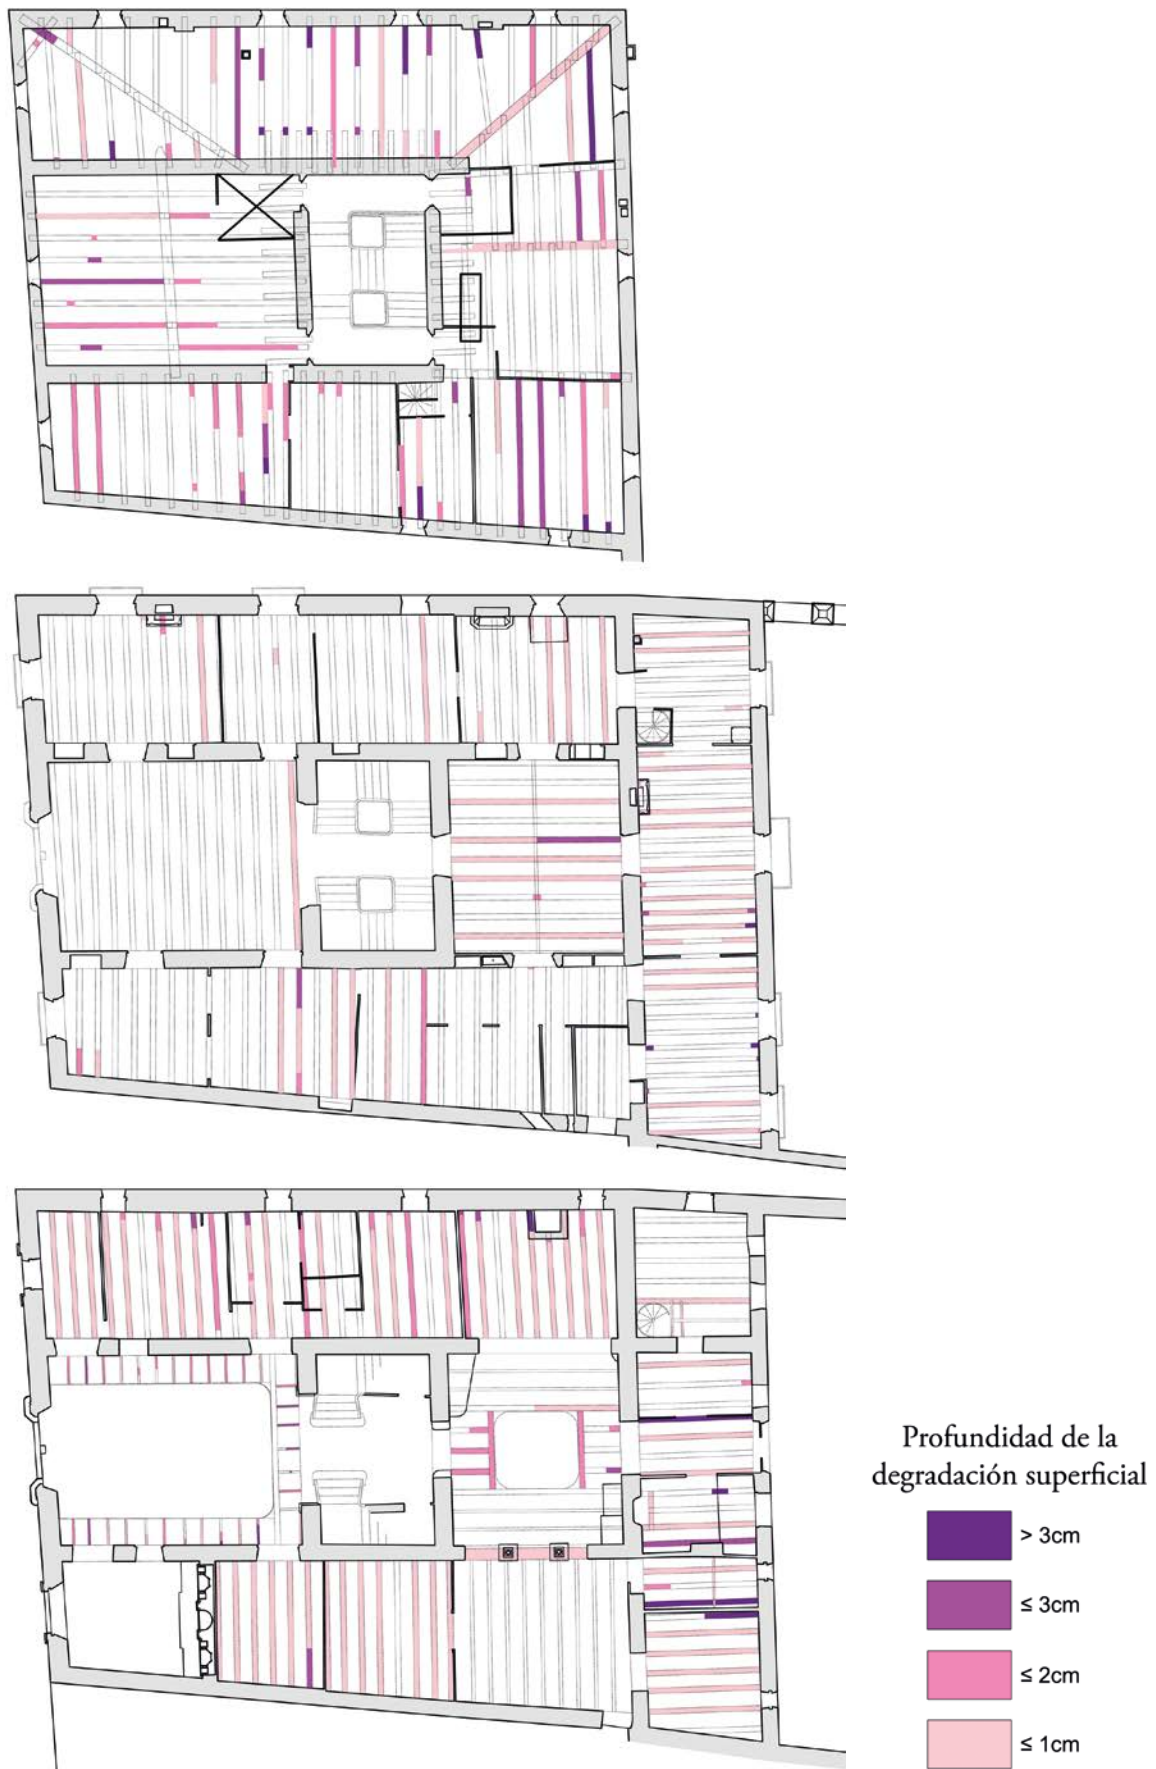 Profundidad de la
degradación superficial
> 3cm
≤ 3cm
≤ 2cm
≤ 1cm